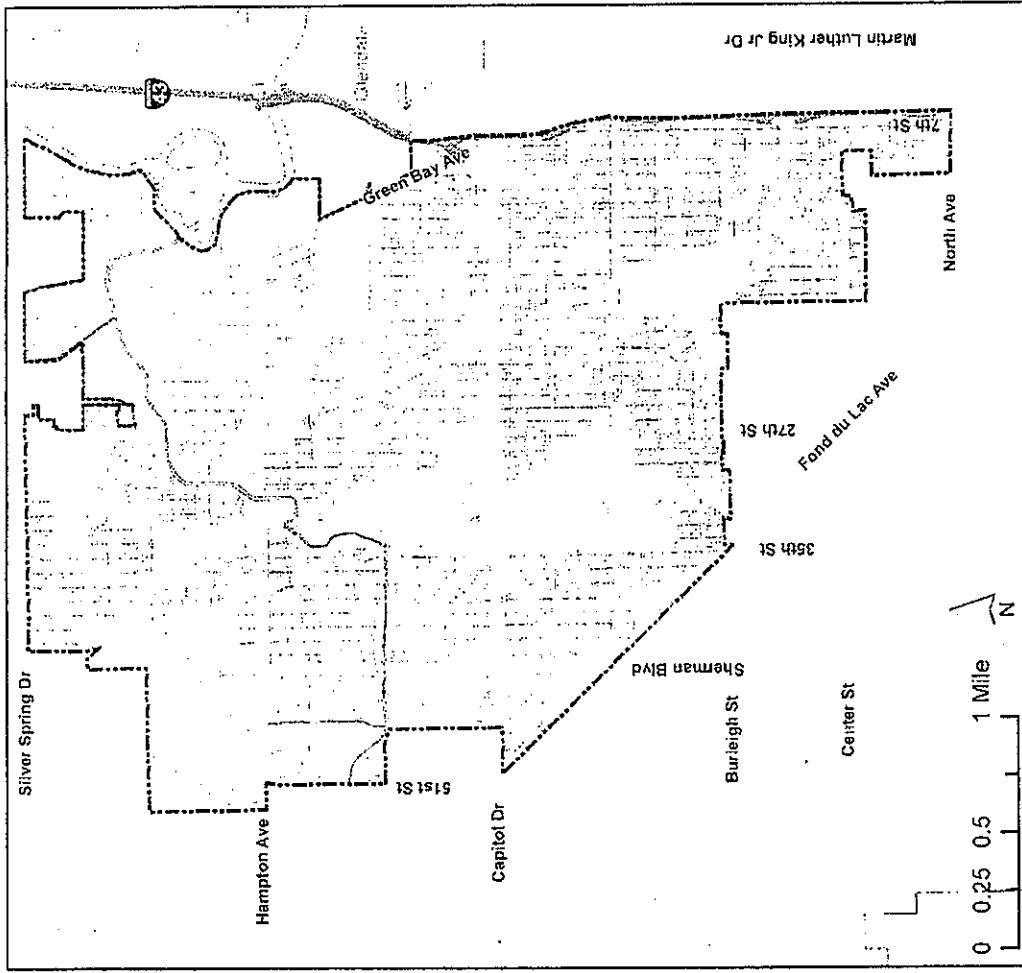 Silver Spring Dr
Glendale
Martin Luther King Jr Dr
Green Bay Ave
7th St
Hampton Ave
51st St
Capitol Dr
27th St
Fond du Lac Ave
North Ave
35th St
Sherman Blvd
Burleigh St
Center St
N
0 0.25 0.5 1 Mile